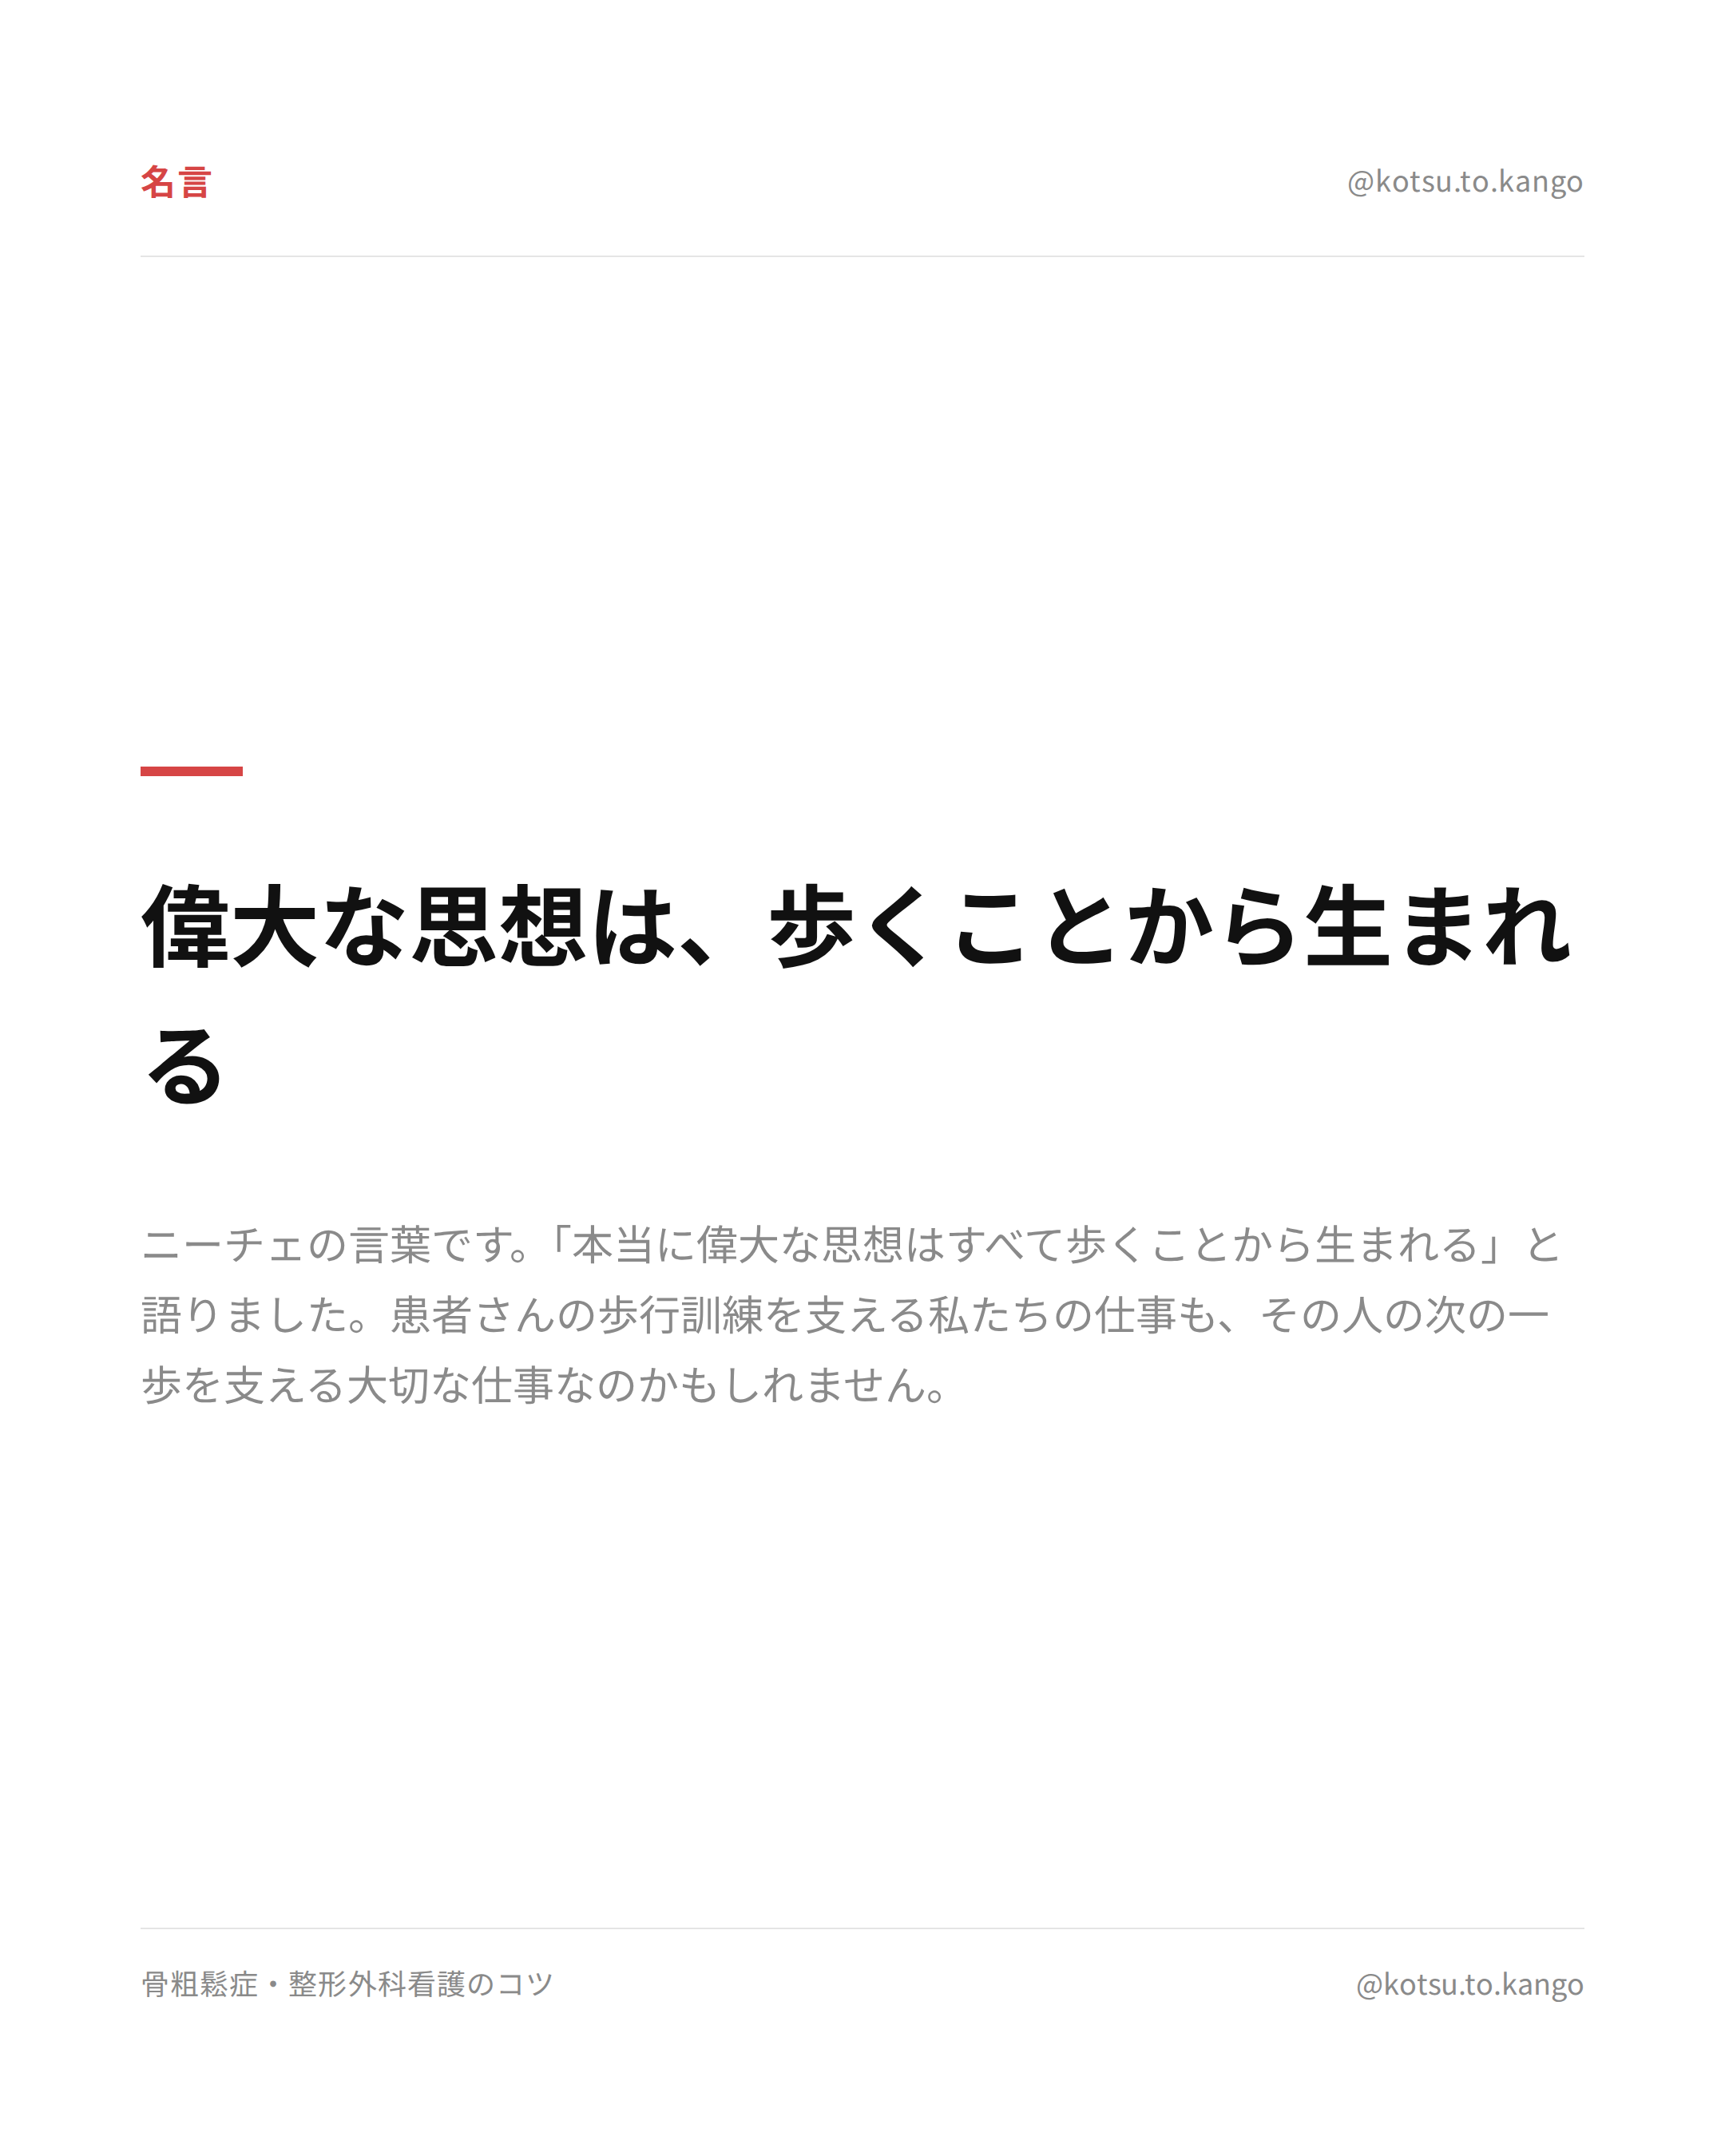 名言
@kotsu.to.kango
偉大な思想は、歩くことから生まれ
る
ニーチェの言葉です。「本当に偉大な思想はすべて歩くことから生まれる」と
語りました。患者さんの歩行訓練を支える私たちの仕事も、その人の次の一
歩を支える大切な仕事なのかもしれません。
骨粗鬆症・整形外科看護のコツ
@kotsu.to.kango